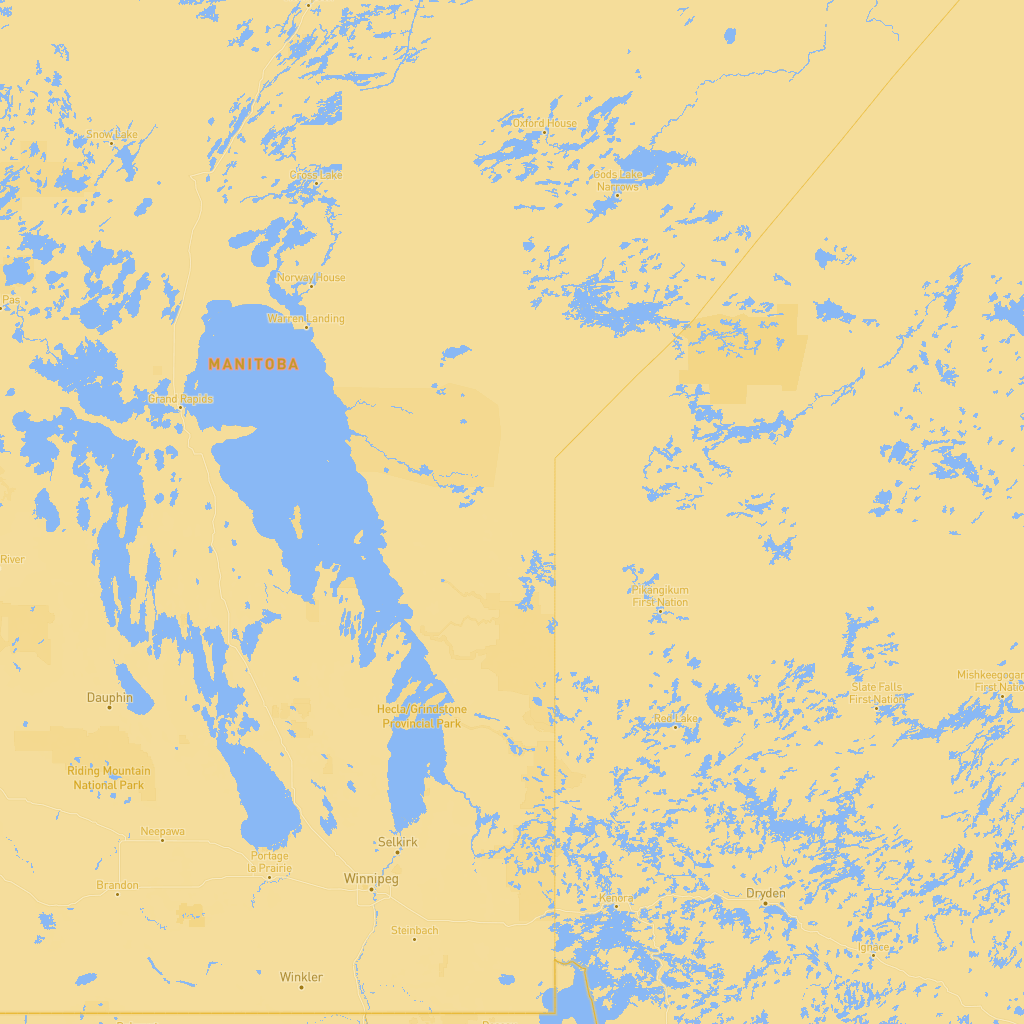 Snow Lake
Oxford House
Cross Lake
Gods Lake
Narrows
Norway House
Pas
Warren Landing
MANITOBA
Grand Rapids
River
Pikangikum
First Nation
Mishkeegogam
First Natio
Slate Falls
First Nation
Dauphin
Hecla/Grindstone
Provincial Park
Red Lake
Riding Mountain
National Park
Neepawa
Selkirk
Portage
la Prairie
Winnipeg
Brandon
Dryden
Kenora
Steinbach
Ignace
Winkler